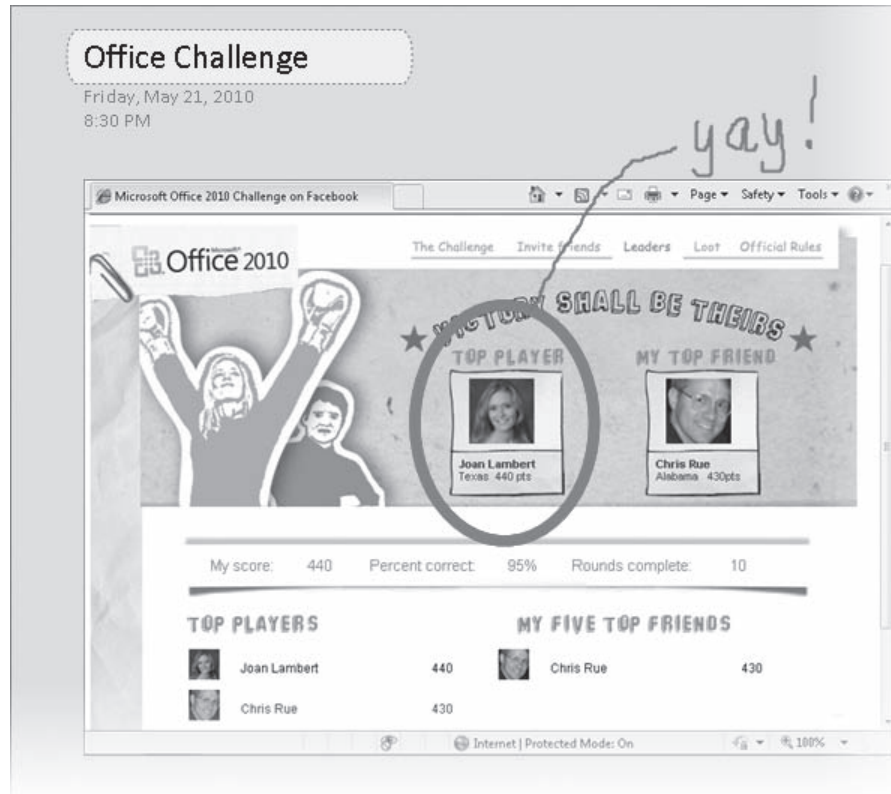 Office Challenge
Friday, May 21, 2010
8:30 PM
yay!
Microsoft Office 2010 Challenge on Facebook
Page Safety Tools
Microsoft
Office 2010
The Challenge Invite friends Leaders Loot Official Rules
VICTORY SHALL BE THEIRS
TOP PLAYER MY TOP FRIEND
Joan Lambert Chris Rue
Texas 440 pts Alabama 430pts
My score: 440 Percent correct: 95% Rounds complete: 10
TOP PLAYERS MY FIVE TOP FRIENDS
Joan Lambert 440 Chris Rue 430
Chris Rue 430
Internet | Protected Mode: On 100%